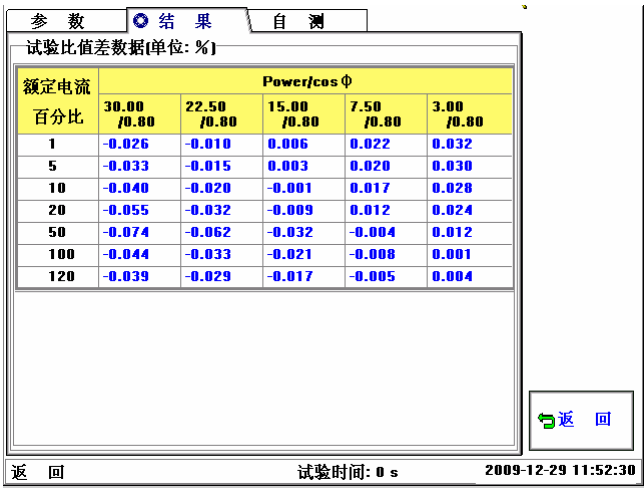 参 数 结 果 自 测
试验比值差数据(单位: %)
额定电流 Power/cos Φ
百分比 30.00 /0.80 22.50 /0.80 15.00 /0.80 7.50 /0.80 3.00 /0.80
1 -0.026 -0.010 0.006 0.022 0.032
5 -0.033 -0.015 0.003 0.020 0.030
10 -0.040 -0.020 -0.001 0.017 0.028
20 -0.055 -0.032 -0.009 0.012 0.024
50 -0.074 -0.062 -0.032 -0.004 0.012
100 -0.044 -0.033 -0.021 -0.008 0.001
120 -0.039 -0.029 -0.017 -0.005 0.004
返 回
返 回 试验时间: 0 s 2009-12-29 11:52:30